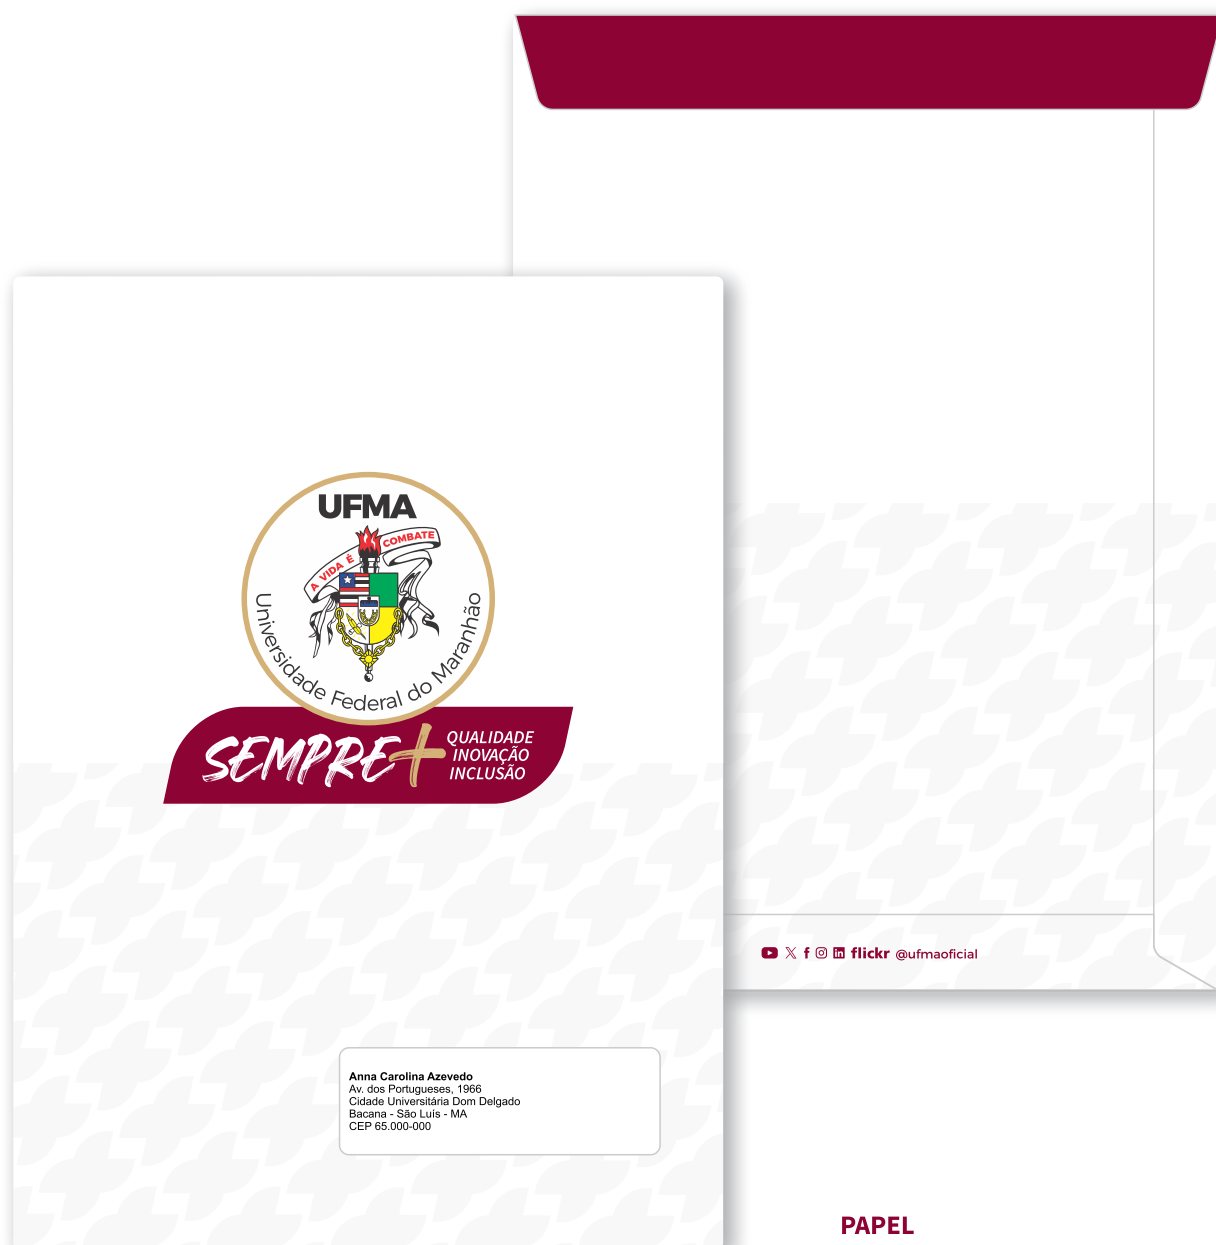 UFMA
A VIDA É COMBATE
Universidade Federal do Maranhão
SEMPRE+
QUALIDADE
INOVAÇÃO
INCLUSÃO
flickr @ufmaoficial
Anna Carolina Azevedo
Av. dos Portugueses, 1966
Cidade Universitária Dom Delgado
Bacana - São Luís - MA
CEP 65.000-000
PAPEL